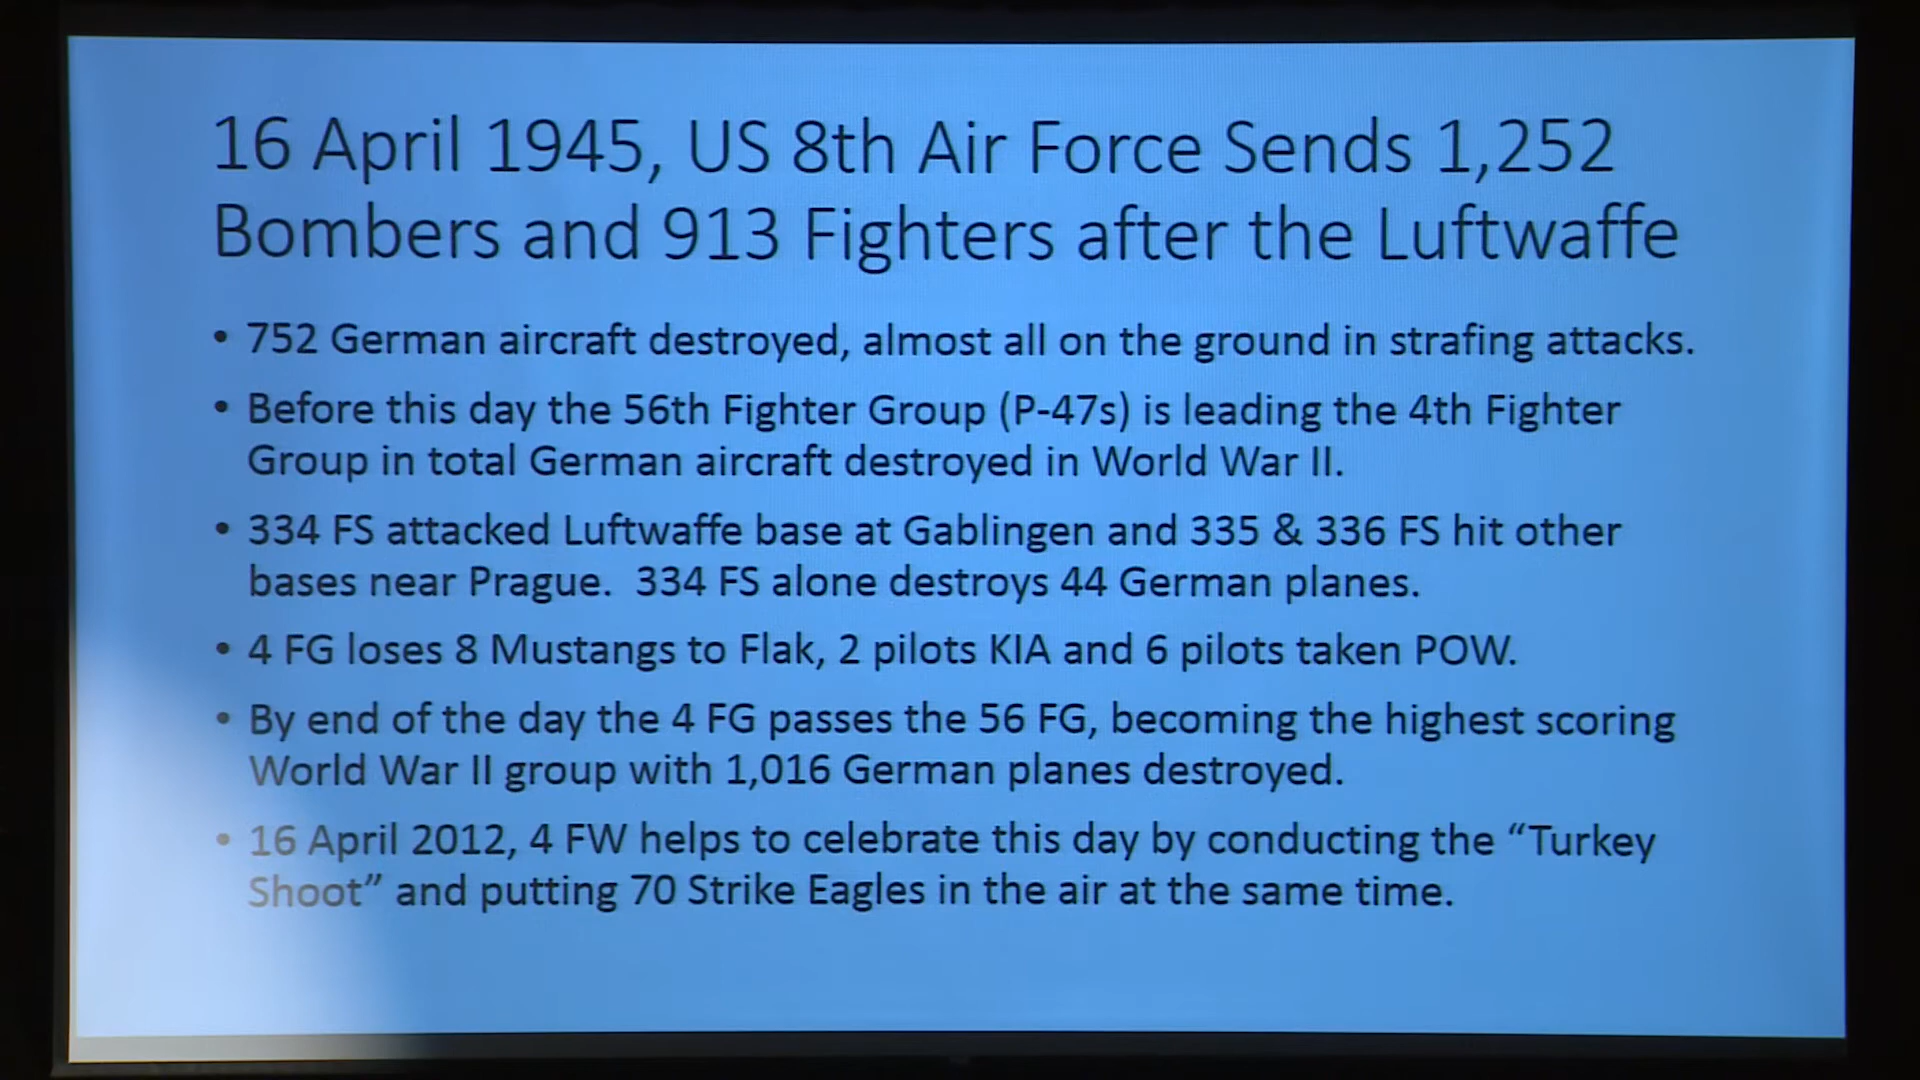 16 April 1945, US 8th Air Force Sends 1,252
Bombers and 913 Fighters after the Luftwaffe
• 752 German aircraft destroyed, almost all on the ground in strafing attacks.
• Before this day the 56th Fighter Group (P-47s) is leading the 4th Fighter
Group in total German aircraft destroyed in World War II.
• 334 FS attacked Luftwaffe base at Gablingen and 335 & 336 FS hit other
bases near Prague.  334 FS alone destroys 44 German planes.
• 4 FG loses 8 Mustangs to Flak, 2 pilots KIA and 6 pilots taken POW.
• By end of the day the 4 FG passes the 56 FG, becoming the highest scoring
World War II group with 1,016 German planes destroyed.
• 16 April 2012, 4 FW helps to celebrate this day by conducting the “Turkey
Shoot” and putting 70 Strike Eagles in the air at the same time.